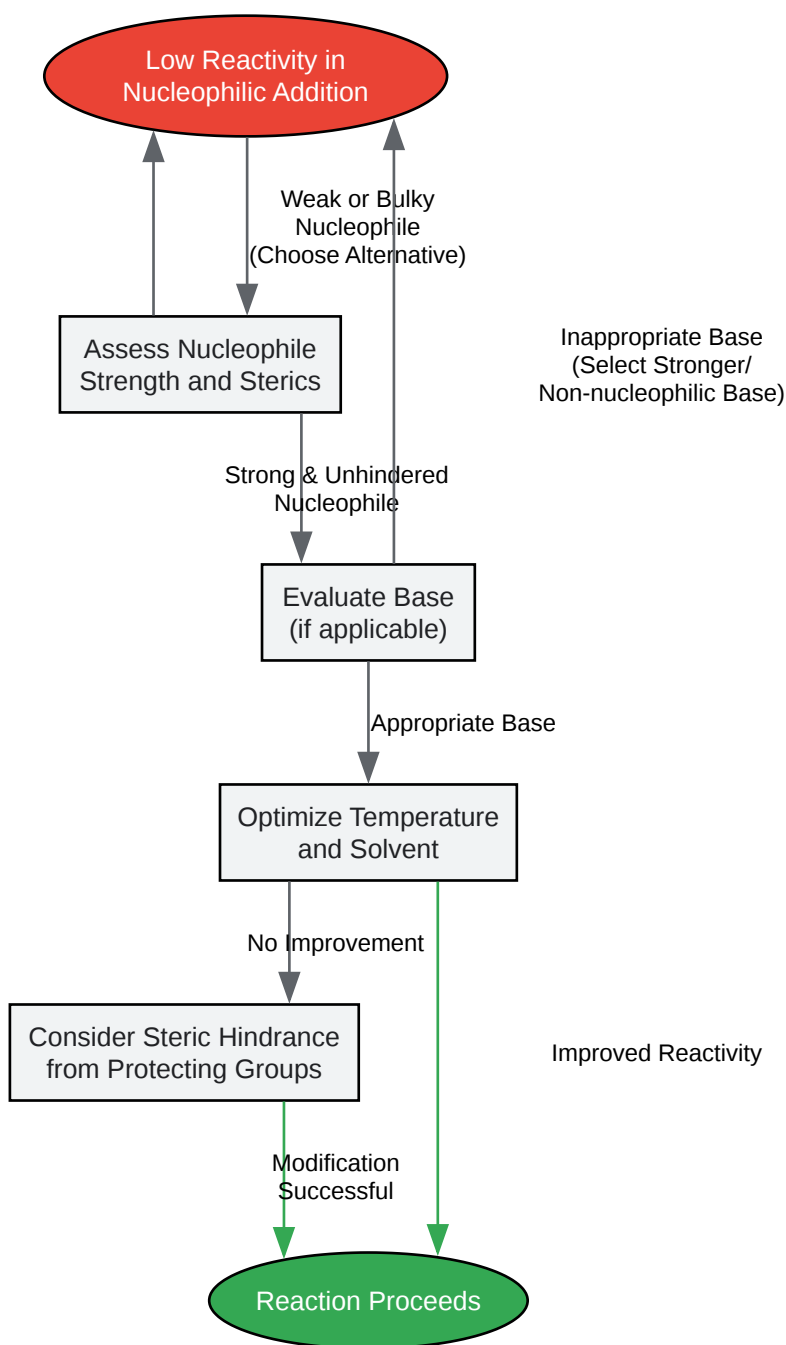 Low Reactivity in
Nucleophilic Addition
Weak or Bulky
Nucleophile
(Choose Alternative)
Assess Nucleophile
Strength and Sterics
Inappropriate Base
(Select Stronger/
Non-nucleophilic Base)
Strong & Unhindered
Nucleophile
Evaluate Base
(if applicable)
Appropriate Base
Optimize Temperature
and Solvent
No Improvement
Consider Steric Hindrance
from Protecting Groups
Improved Reactivity
Modification
Successful
Reaction Proceeds